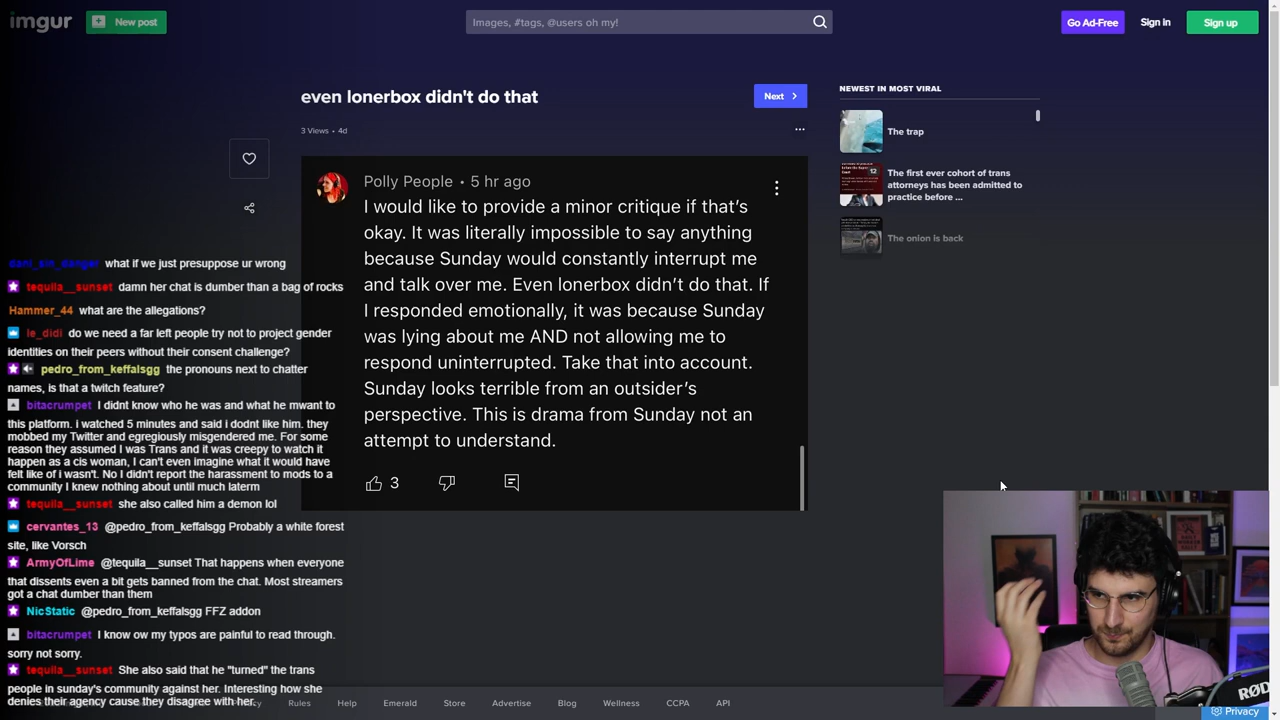 imgur
New post
Images, #tags, @users oh my!
Go Ad-Free
Sign in
Sign up
even lonerbox didn't do that
Next
3 Views • 4d
NEWEST IN MOST VIRAL
The trap
12
The first ever cohort of trans
attorneys has been admitted to
practice before ...
The onion is back
Polly People • 5 hr ago
I would like to provide a minor critique if that's
okay. It was literally impossible to say anything
because Sunday would constantly interrupt me
and talk over me. Even lonerbox didn't do that. If
I responded emotionally, it was because Sunday
was lying about me AND not allowing me to
respond uninterrupted. Take that into account.
Sunday looks terrible from an outsider's
perspective. This is drama from Sunday not an
attempt to understand.
3
what if we just presuppose ur wrong
tequila__sunset damn her chat is dumber than a bag of rocks
Hammer_44 what are the allegations?
le_didi do we need a far left people try not to project gender
identities on their peers without their consent challenge?
pedro_from_keffalsgg the pronouns next to chatter
names, is that a twitch feature?
bitacrumpet I didnt know who he was and what he mwant to
this platform. i watched 5 minutes and said i dodnt like him. they
mobbed my Twitter and egregiously misgendered me. For some
reason they assumed I was Trans and it was creepy to watch it
happen as a cis woman, I can't even imagine what it would have
felt like of i wasn't. No I didn't report the harassment to mods to a
community I knew nothing about until much laterm
tequila__sunset she also called him a demon lol
cervantes_13 @pedro_from_keffalsgg Probably a white forest
site, like Vorsch
ArmyOfLime @tequila__sunset That happens when everyone
that dissents even a bit gets banned from the chat. Most streamers
got a chat dumber than them
NicStatic @pedro_from_keffalsgg FFZ addon
bitacrumpet I know ow my typos are painful to read through.
sorry not sorry.
tequila__sunset She also said that he "turned" the trans
people in sunday's community against her. Interesting how she
denies their agency cause they disagree with her.
Rules
Help
Emerald
Store
Advertise
Blog
Wellness
CCPA
API
RØD
Privacy